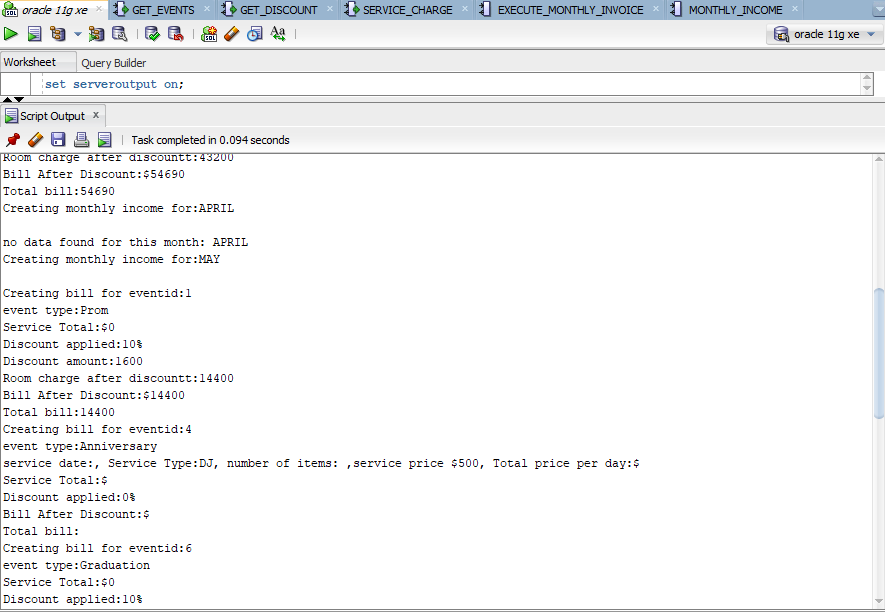 orade 11g xe
GET_EVENTS
GET_DISCOUNT
SERVICE_CHARGE
EXECUTE_MONTHLY_INVOICE
MONTHLY_INCOME
SQL
Aa
orade 11g xe
Worksheet
Query Builder
set serveroutput on;
Script Output
Task completed in 0.094 seconds
Room charge after discountt:43200
Bill After Discount:$54690
Total bill:54690
Creating monthly income for:APRIL
no data found for this month: APRIL
Creating monthly income for:MAY
Creating bill for eventid:1
event type:Prom
Service Total:$0
Discount applied:10%
Discount amount:1600
Room charge after discountt:14400
Bill After Discount:$14400
Total bill:14400
Creating bill for eventid:4
event type:Anniversary
service date:, Service Type:DJ, number of items: ,service price $500, Total price per day:$
Service Total:$
Discount applied:0%
Bill After Discount:$
Total bill:
Creating bill for eventid:6
event type:Graduation
Service Total:$0
Discount applied:10%